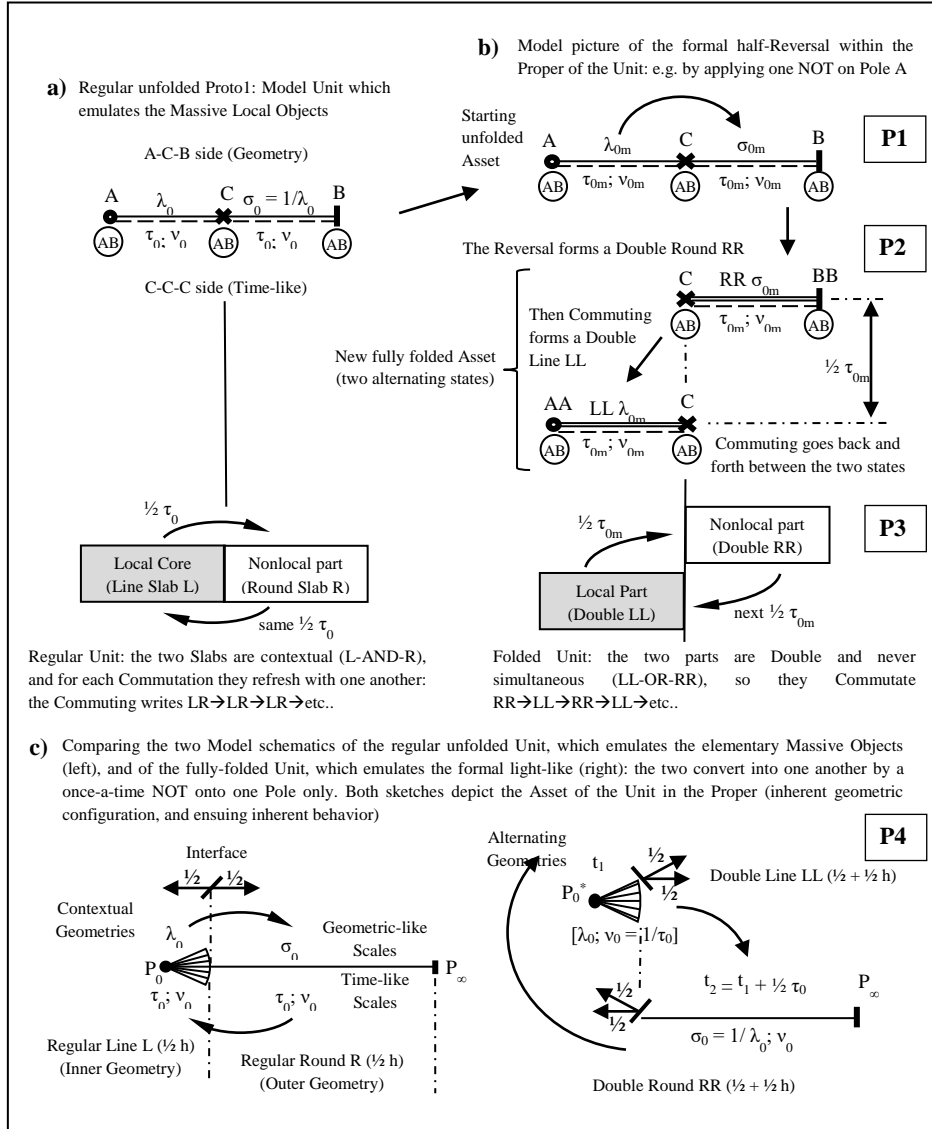 a) Regular unfolded Proto1: Model Unit which
emulates the Massive Local Objects
A-C-B side (Geometry)
A C B
λ0 σ0 = 1/λ0
τ0; ν0 τ0; ν0
AB AB AB
C-C-C side (Time-like)
½ τ0
Local Core
(Line Slab L)
Nonlocal part
(Round Slab R)
same ½ τ0
Regular Unit: the two Slabs are contextual (L-AND-R),
and for each Commutation they refresh with one another:
the Commuting writes LR→LR→LR→etc..
b) Model picture of the formal half-Reversal within the
Proper of the Unit: e.g. by applying one NOT on Pole A
Starting
unfolded
Asset
A C B
λ0m σ0m
τ0m; ν0m τ0m; ν0m
AB AB AB
P1
The Reversal forms a Double Round RR
P2
C BB
RR σ0m
τ0m; ν0m
AB AB
Then Commuting
forms a Double
Line LL
New fully folded Asset
(two alternating states)
½ τ0m
AA C
LL λ0m
τ0m; ν0m
AB AB
Commuting goes back and
forth between the two states
P3
½ τ0m
Nonlocal part
(Double RR)
Local Part
(Double LL)
next ½ τ0m
Folded Unit: the two parts are Double and never
simultaneous (LL-OR-RR), so they Commutate
RR→LL→RR→LL→etc..
c) Comparing the two Model schematics of the regular unfolded Unit, which emulates the elementary Massive Objects
(left), and of the fully-folded Unit, which emulates the formal light-like (right): the two convert into one another by a
once-a-time NOT onto one Pole only. Both sketches depict the Asset of the Unit in the Proper (inherent geometric
configuration, and ensuing inherent behavior)
P4
Interface
½ ½
Contextual
Geometries
λ0
σ0
Geometric-like
Scales
P0
P∞
Time-like
Scales
τ0; ν0
τ0; ν0
Regular Line L (½ h)
(Inner Geometry)
Regular Round R (½ h)
(Outer Geometry)
Alternating
Geometries
t1
½
½
P0*
Double Line LL (½ + ½ h)
[λ0; ν0 = 1/τ0]
½
½
t2 = t1 + ½ τ0
P∞
σ0 = 1/ λ0; ν0
Double Round RR (½ + ½ h)